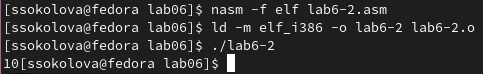 [ssokolova@fedora lab06]$ nasm -f elf lab6-2.asm
[ssokolova@fedora lab06]$ ld -m elf_i386 -o lab6-2 lab6-2.o
[ssokolova@fedora lab06]$ ./lab6-2
10[ssokolova@fedora lab06]$